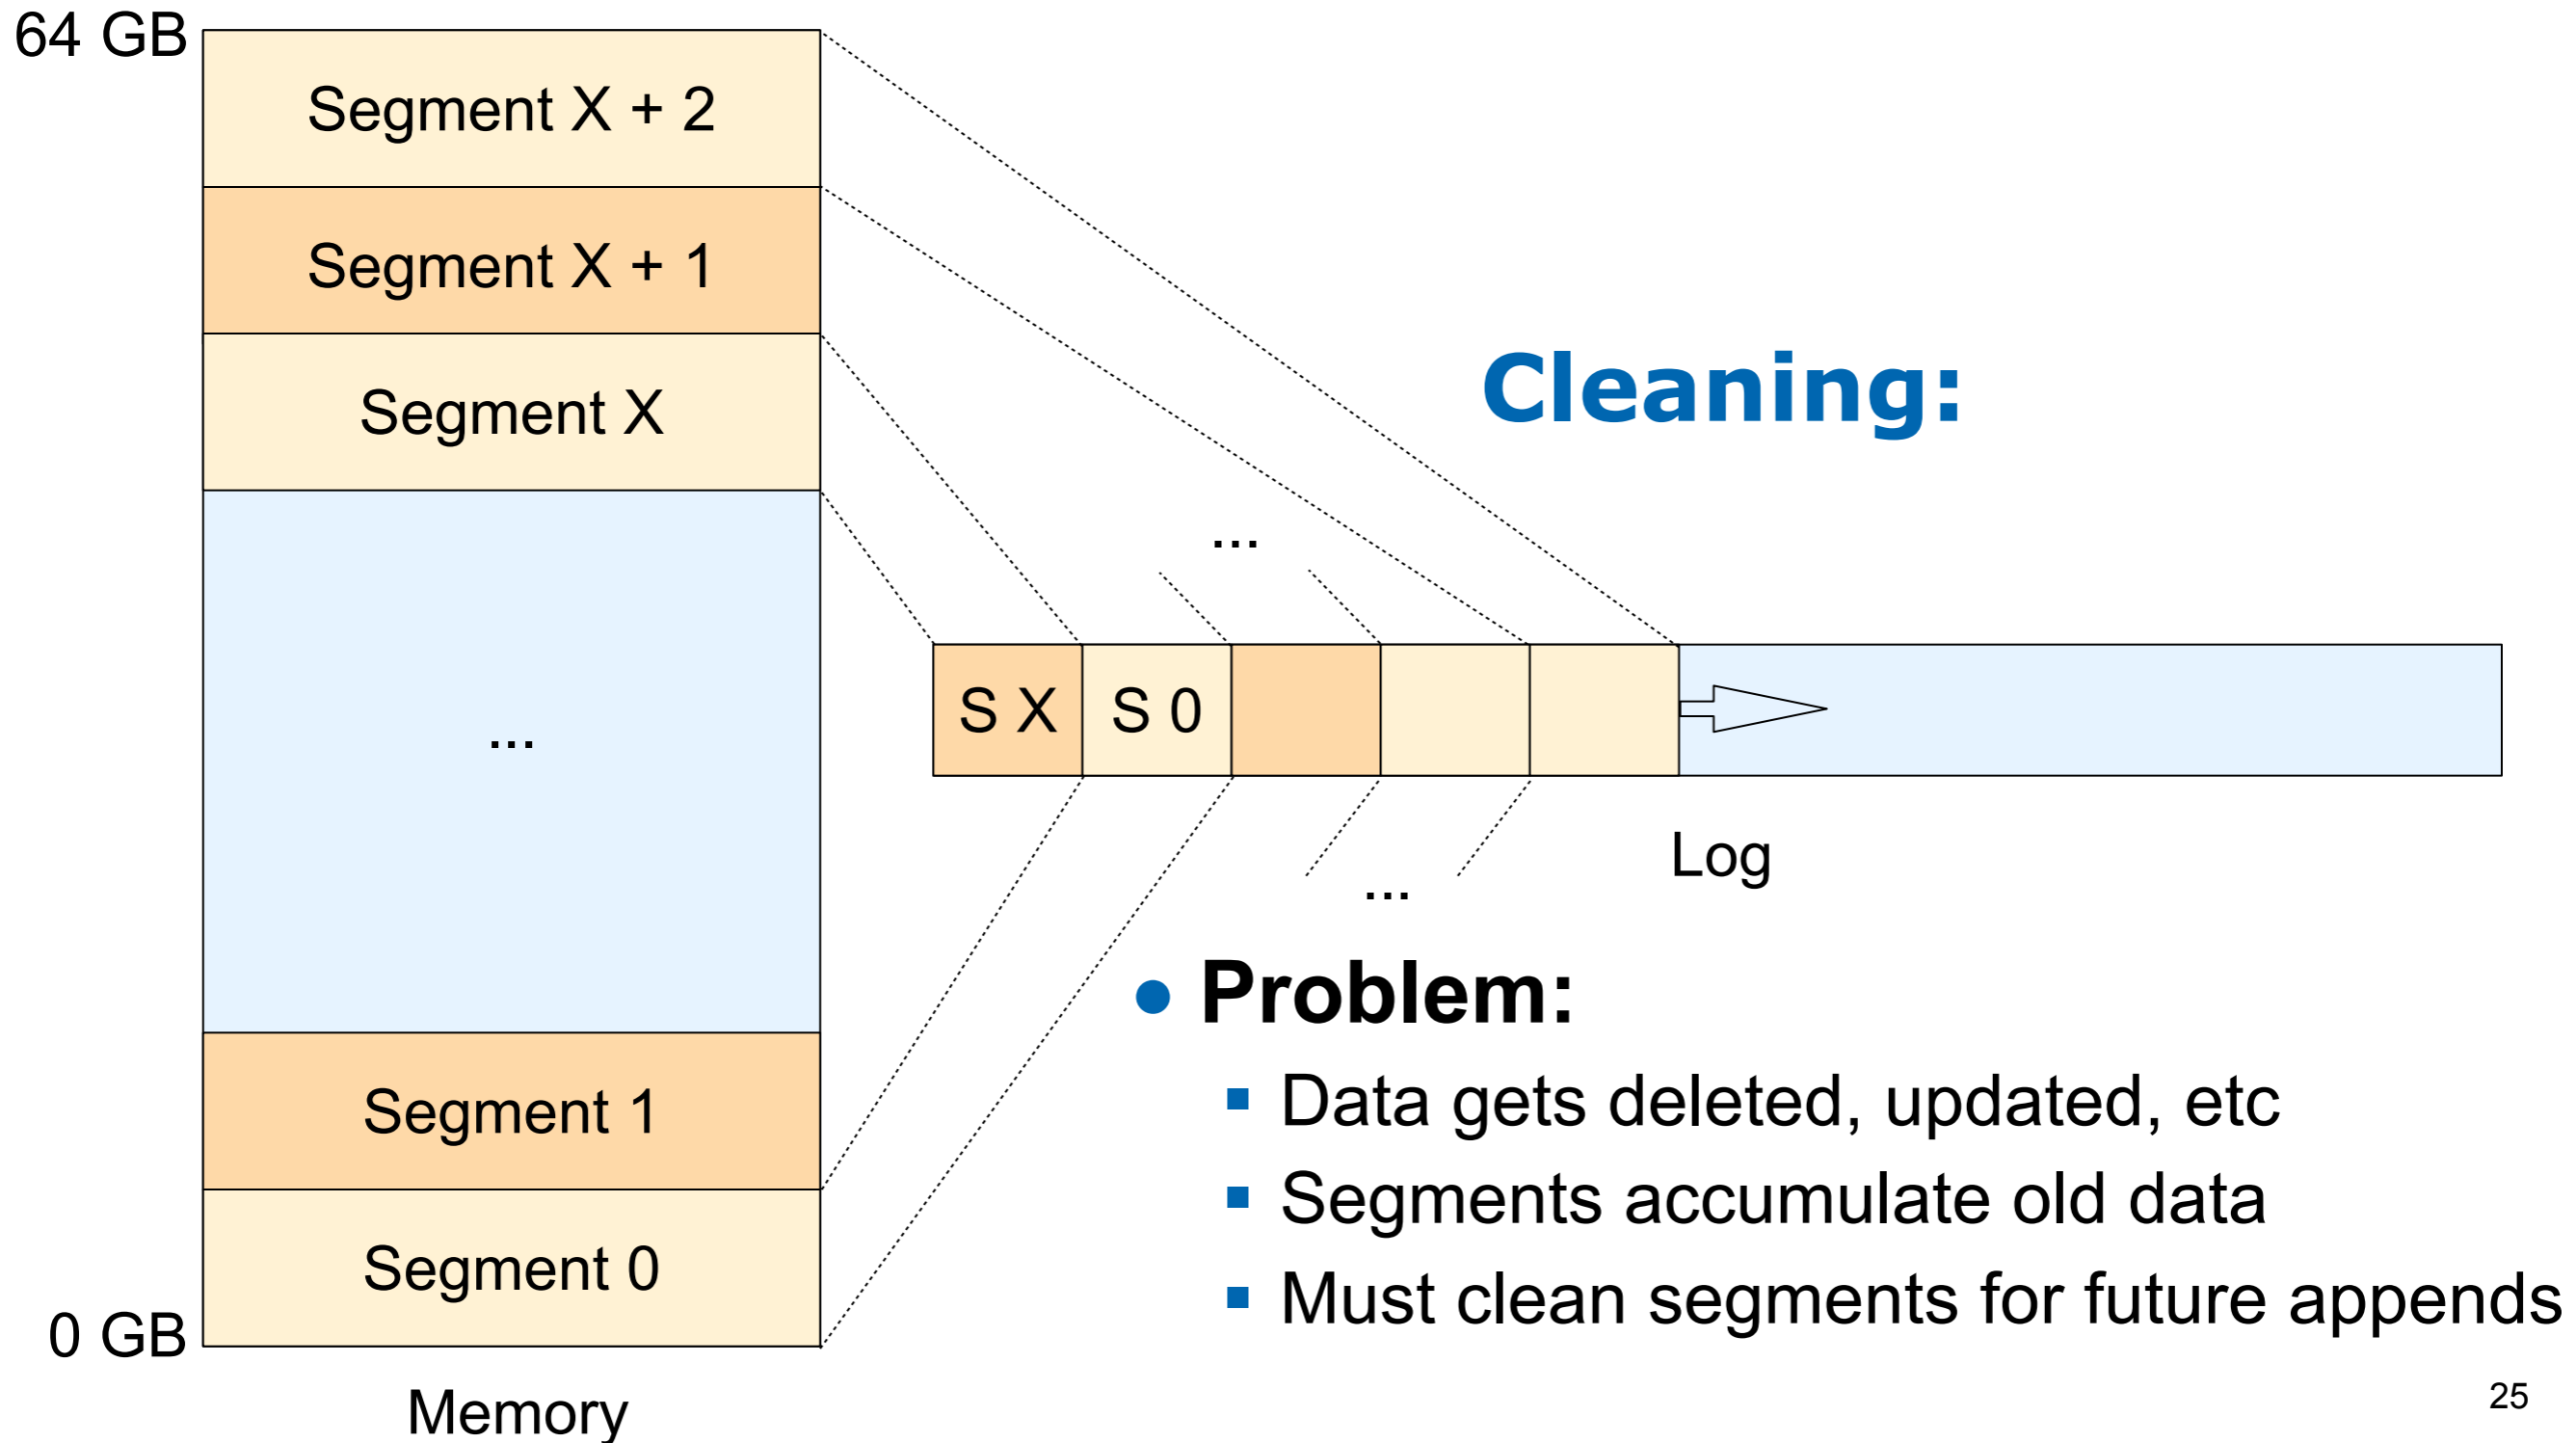 64 GB
Segment X + 2
Segment X + 1
Segment X
...
Segment 1
Segment 0
0 GB
Memory
Cleaning:
...
S X
S 0
Log
...
• Problem:
▪ Data gets deleted, updated, etc
▪ Segments accumulate old data
▪ Must clean segments for future appends
25